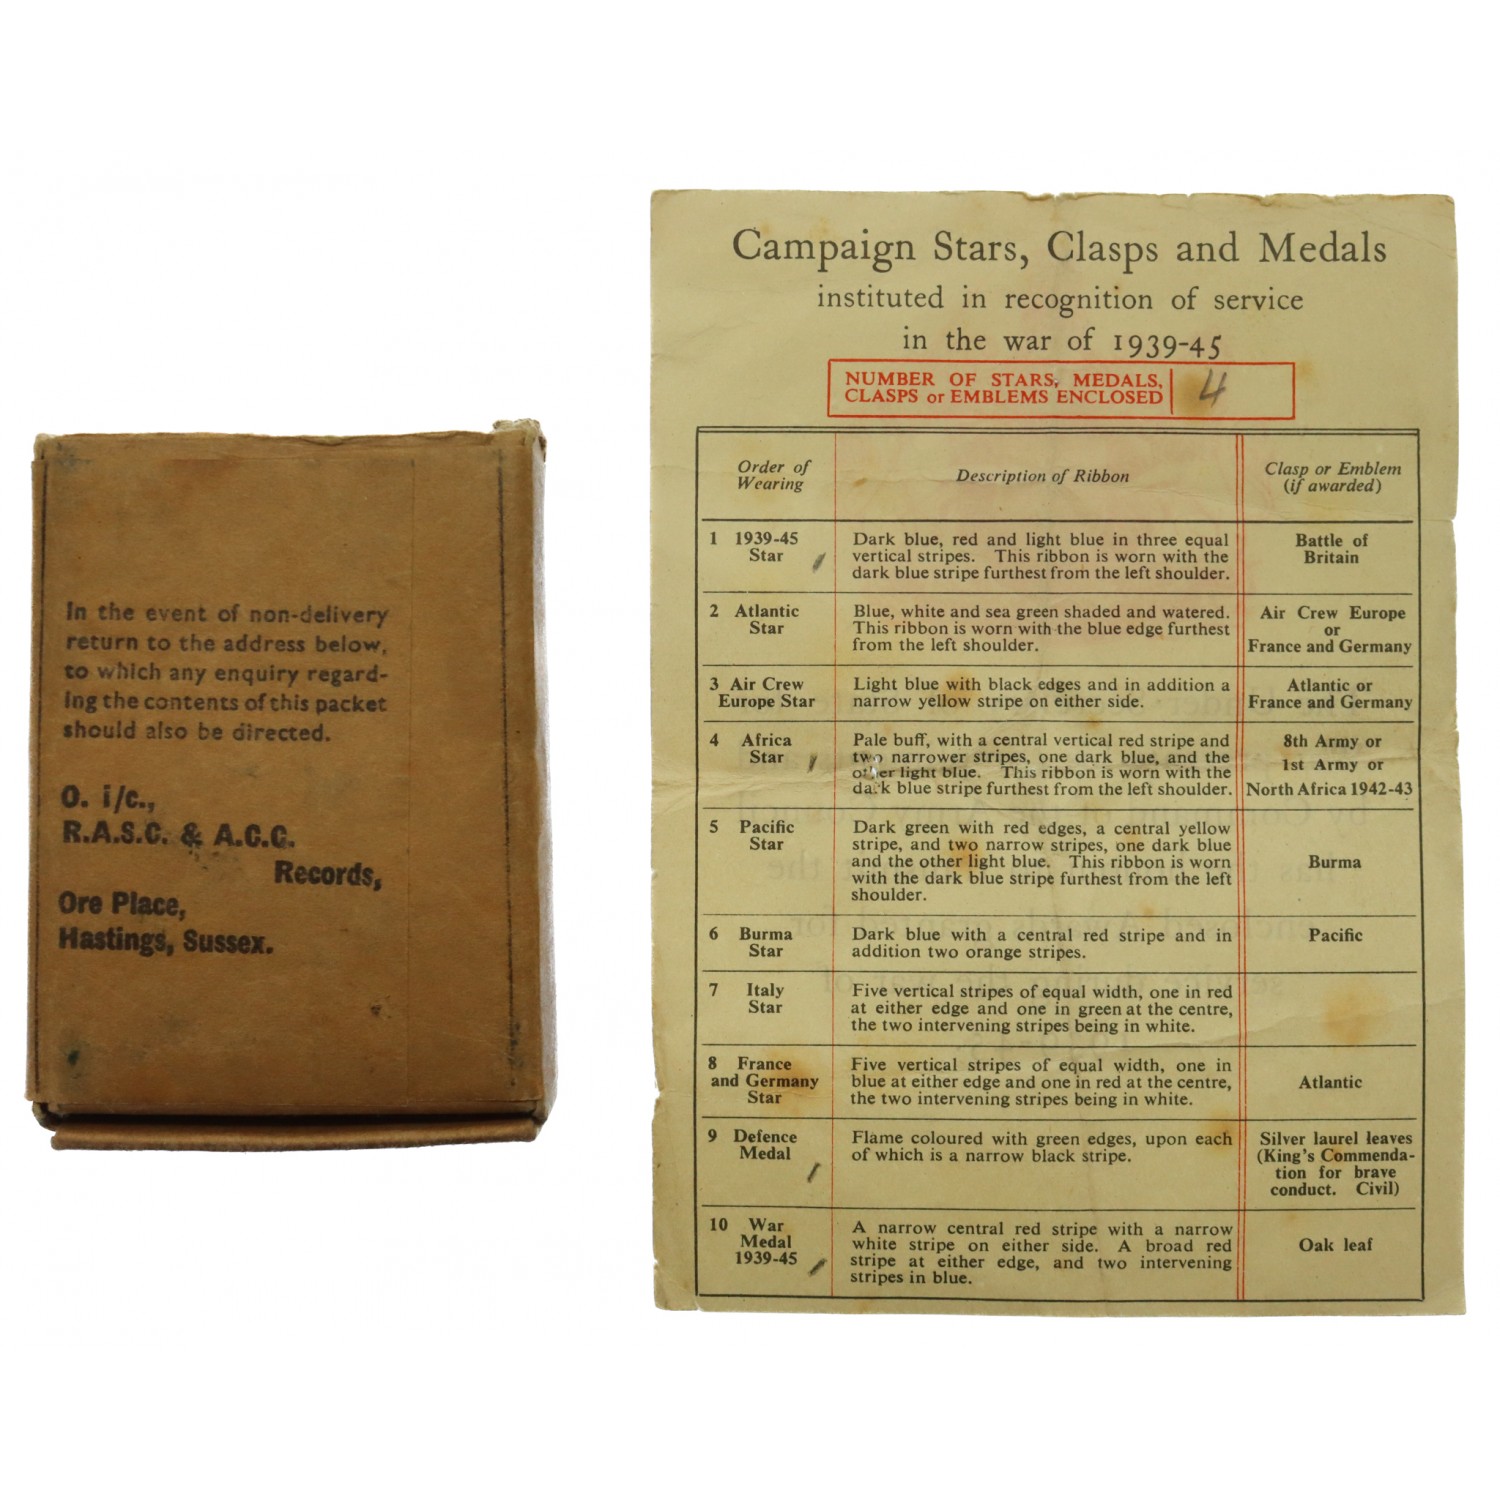 In the event of non-delivery
return to the address below,
to which any enquiry regard-
ing the contents of this packet
should also be directed.
O. i/c.,
R.A.S.C. & A.C.C.
Records,
Ore Place,
Hastings, Sussex.
Campaign Stars, Clasps and Medals
instituted in recognition of service
in the war of 1939-45
NUMBER OF STARS, MEDALS,
CLASPS or EMBLEMS ENCLOSED
4
Order of
Wearing
Description of Ribbon
Clasp or Emblem
(if awarded)
1 1939-45
Star /
Dark blue, red and light blue in three equal
vertical stripes. This ribbon is worn with the
dark blue stripe furthest from the left shoulder.
Battle of
Britain
2 Atlantic
Star
Blue, white and sea green shaded and watered.
This ribbon is worn with the blue edge furthest
from the left shoulder.
Air Crew Europe
or
France and Germany
3 Air Crew
Europe Star
Light blue with black edges and in addition a
narrow yellow stripe on either side.
Atlantic or
France and Germany
4 Africa
Star /
Pale buff, with a central vertical red stripe and
two narrower stripes, one dark blue, and the
other light blue. This ribbon is worn with the
dark blue stripe furthest from the left shoulder.
8th Army or
1st Army or
North Africa 1942-43
5 Pacific
Star
Dark green with red edges, a central yellow
stripe, and two narrow stripes, one dark blue
and the other light blue. This ribbon is worn
with the dark blue stripe furthest from the left
shoulder.
Burma
6 Burma
Star
Dark blue with a central red stripe and in
addition two orange stripes.
Pacific
7 Italy
Star
Five vertical stripes of equal width, one in red
at either edge and one in green at the centre,
the two intervening stripes being in white.
8 France
and Germany
Star
Five vertical stripes of equal width, one in
blue at either edge and one in red at the centre,
the two intervening stripes being in white.
Atlantic
9 Defence
Medal /
Flame coloured with green edges, upon each
of which is a narrow black stripe.
Silver laurel leaves
(King's Commenda-
tion for brave
conduct. Civil)
10 War
Medal
1939-45 /
A narrow central red stripe with a narrow
white stripe on either side. A broad red
stripe at either edge, and two intervening
stripes in blue.
Oak leaf